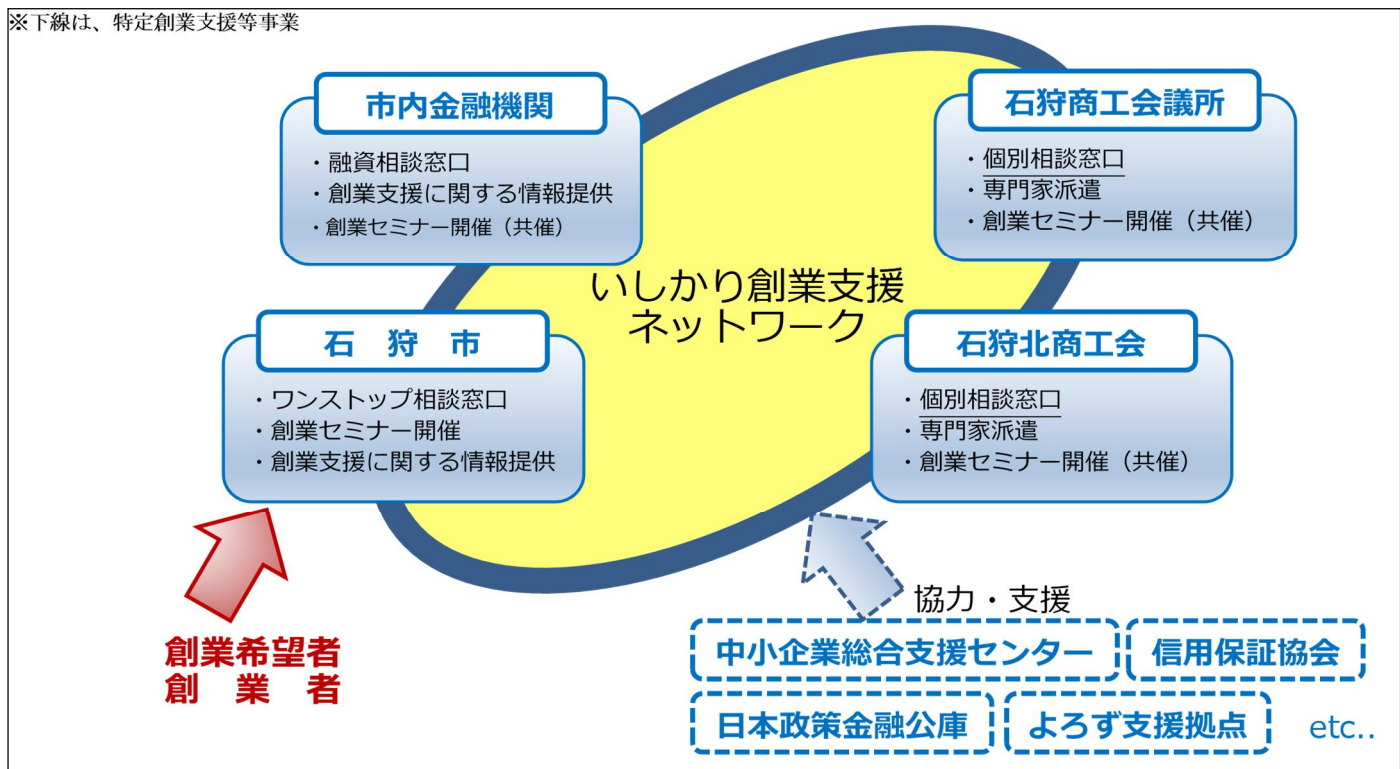 ※下線は、特定創業支援等事業
市内金融機関
・融資相談窓口
・創業支援に関する情報提供
・創業セミナー開催（共催）
石狩商工会議所
・個別相談窓口
・専門家派遣
・創業セミナー開催（共催）
いしかり創業支援
ネットワーク
石　狩　市
・ワンストップ相談窓口
・創業セミナー開催
・創業支援に関する情報提供
石狩北商工会
・個別相談窓口
・専門家派遣
・創業セミナー開催（共催）
創業希望者
創　業　者
協力・支援
中小企業総合支援センター
信用保証協会
日本政策金融公庫
よろず支援拠点
etc..